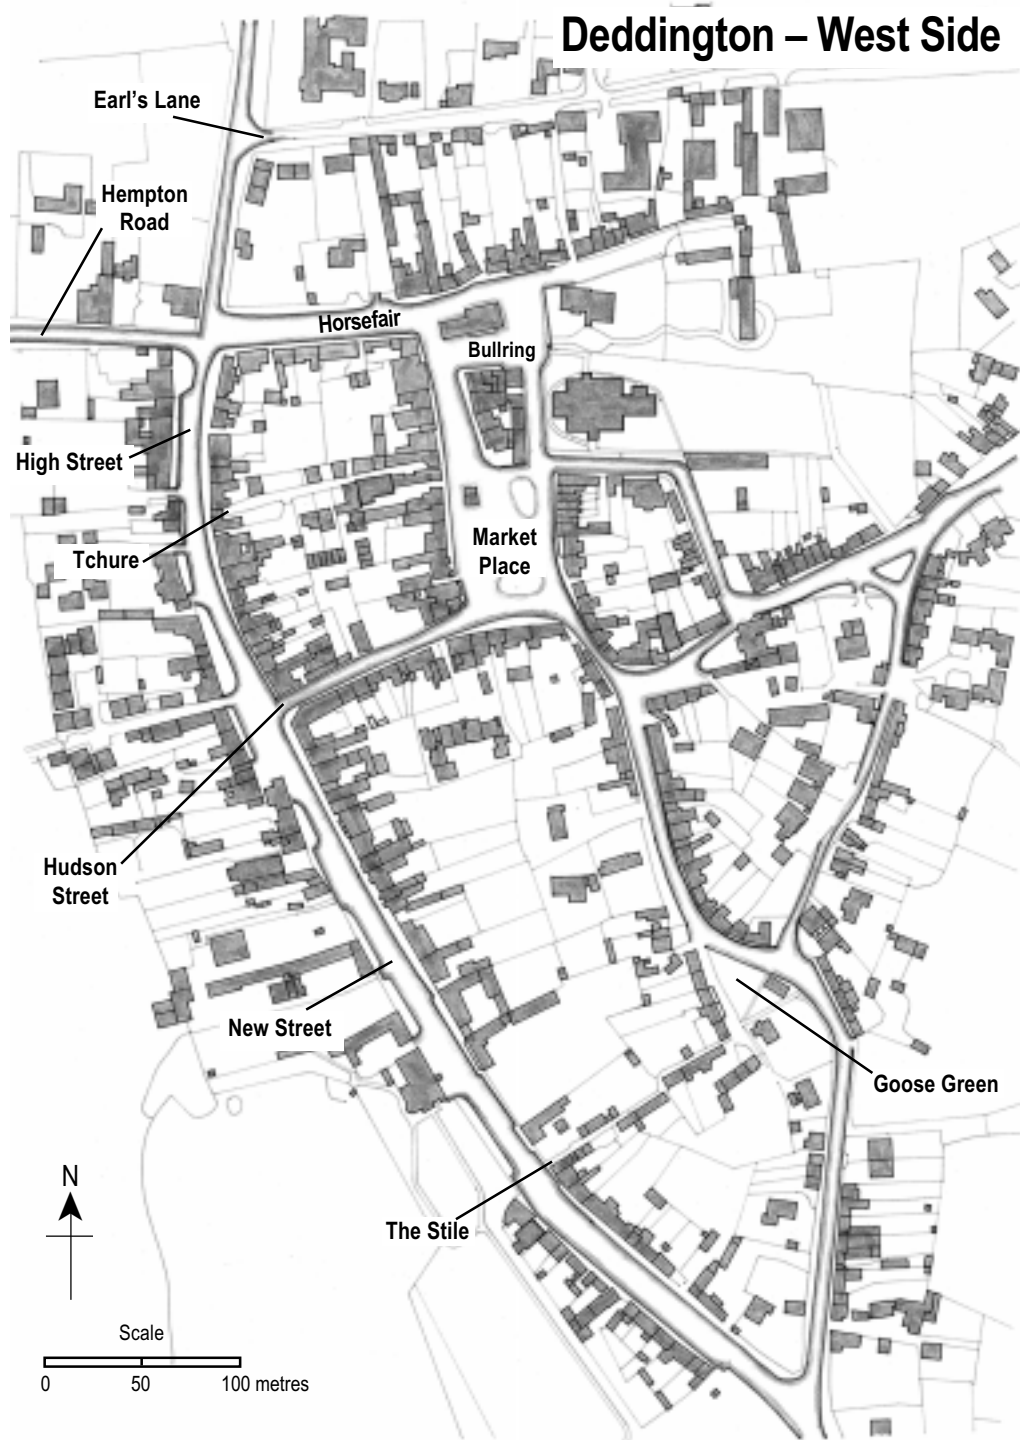 Deddington – West Side
Earl's Lane
Hempton
Road
Horsefair
Bullring
High Street
Market
Place
Tchure
Hudson
Street
New Street
Goose Green
N
The Stile
Scale
0 50 100 metres